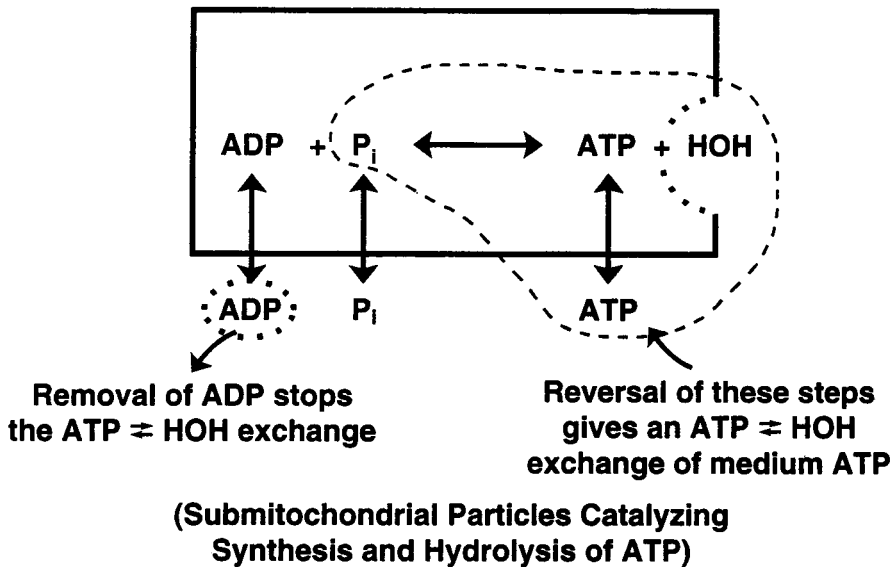 ADP + Pi ATP + HOH
ADP Pi ATP
Removal of ADP stops
the ATP ⇄ HOH exchange
Reversal of these steps
gives an ATP ⇄ HOH
exchange of medium ATP
(Submitochondrial Particles Catalyzing
Synthesis and Hydrolysis of ATP)